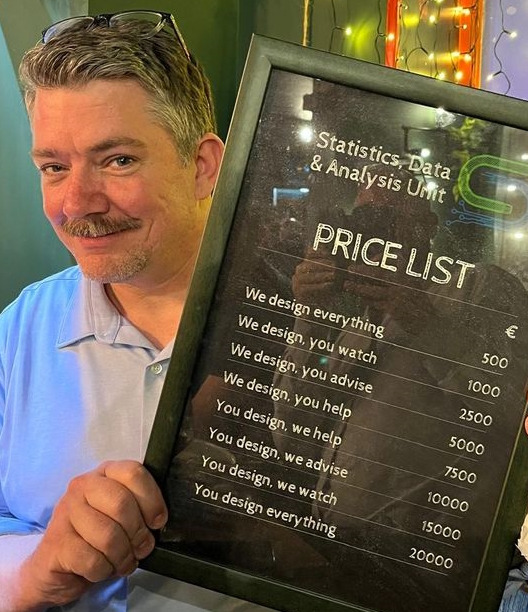 Statistics, Data
& Analysis Unit
PRICE LIST
€
We design everything 500
We design, you watch 1000
We design, you advise 2500
We design, you help 5000
You design, we help 7500
You design, we advise 10000
You design, we watch 15000
You design everything 20000